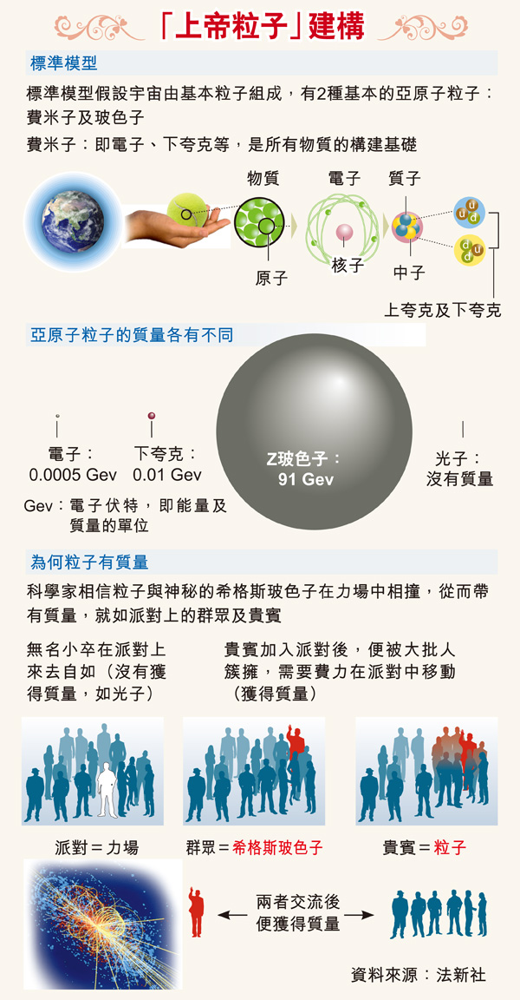 「上帝粒子」建構
標準模型
標準模型假設宇宙由基本粒子組成，有2種基本的亞原子粒子：
費米子及玻色子
費米子：即電子、下夸克等，是所有物質的構建基礎
物質
電子
質子
原子
核子
中子
u
u
d
d
u
d
上夸克及下夸克
亞原子粒子的質量各有不同
電子：
0.0005 Gev
下夸克：
0.01 Gev
Z玻色子：
91 Gev
光子：
沒有質量
Gev：電子伏特，即能量及
質量的單位
為何粒子有質量
科學家相信粒子與神秘的希格斯玻色子在力場中相撞，從而帶
有質量，就如派對上的群眾及貴賓
無名小卒在派對上
來去自如（沒有獲
得質量，如光子）
貴賓加入派對後，便被大批人
簇擁，需要費力在派對中移動
（獲得質量）
派對＝力場
群眾＝希格斯玻色子
貴賓＝粒子
兩者交流後
便獲得質量
資料來源：法新社